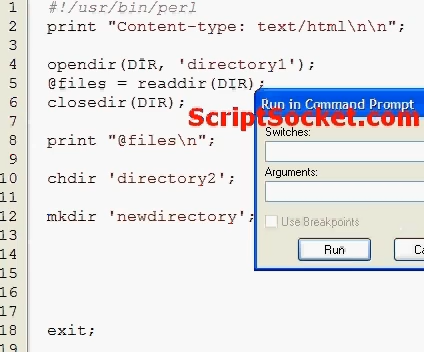 1 #!/usr/bin/perl
2 print "Content-type: text/html\n\n";
3
4 opendir(DIR, 'directory1');
5 @files = readdir(DIR);
6 closedir(DIR);
7
8 print "@files\n";
9
10 chdir 'directory2';
11
12 mkdir 'newdirectory';
13
14
15
16
17
18 exit;
Run in Command Prompt
ScriptSocket.com
Switches:
Arguments:
Use Breakpoints
Run